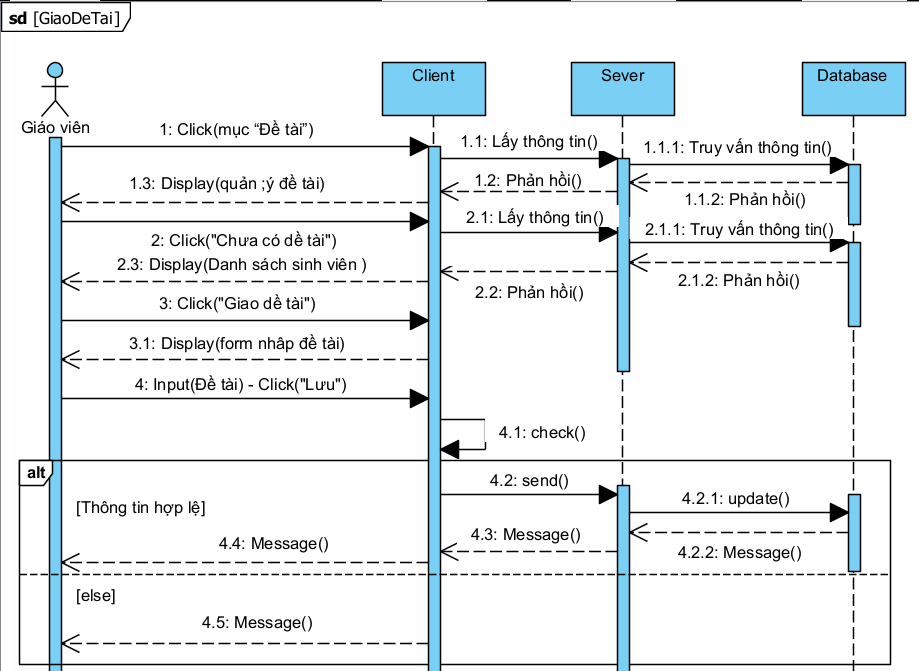 sd [GiaoDeTai]
Giáo viên
Client
Sever
Database
1: Click(mục “Đề tài”)
1.1: Lấy thông tin()
1.1.1: Truy vấn thông tin()
1.3: Display(quản ;ý đề tài)
1.2: Phản hồi()
1.1.2: Phản hồi()
2.1: Lấy thông tin()
2.1.1: Truy vấn thông tin()
2: Click("Chưa có dề tài")
2.3: Display(Danh sách sinh viên )
2.2: Phản hồi()
2.1.2: Phản hồi()
3: Click("Giao dề tài")
3.1: Display(form nhâp đề tài)
4: Input(Đề tài) - Click("Lưu")
4.1: check()
alt
4.2: send()
4.2.1: update()
[Thông tin hợp lệ]
4.3: Message()
4.4: Message()
4.2.2: Message()
[else]
4.5: Message()